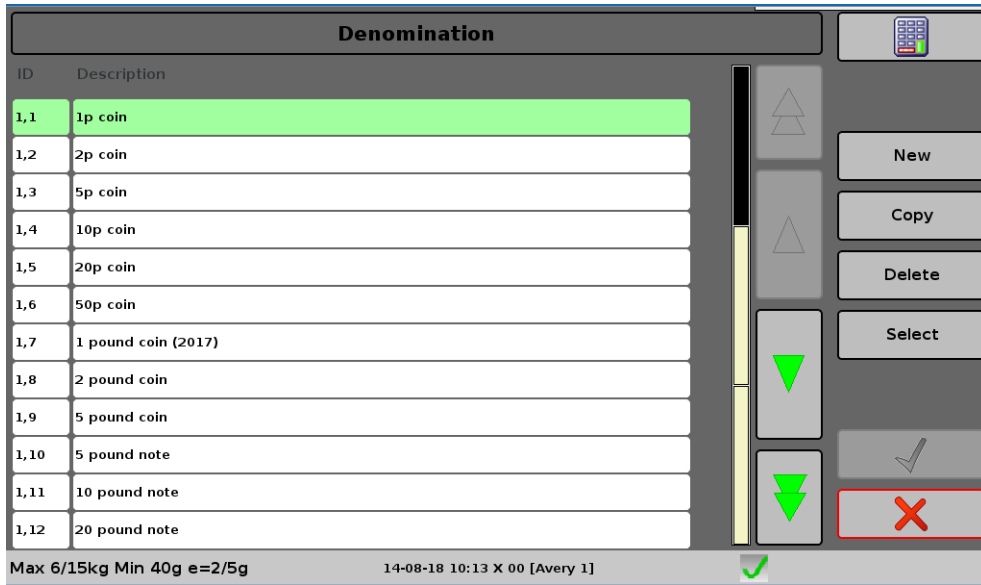 Denomination
ID Description
1,1 1p coin
1,2 2p coin
1,3 5p coin
1,4 10p coin
1,5 20p coin
1,6 50p coin
1,7 1 pound coin (2017)
1,8 2 pound coin
1,9 5 pound coin
1,10 5 pound note
1,11 10 pound note
1,12 20 pound note
New
Copy
Delete
Select
Max 6/15kg Min 40g e=2/5g 14-08-18 10:13 X 00 [Avery 1]